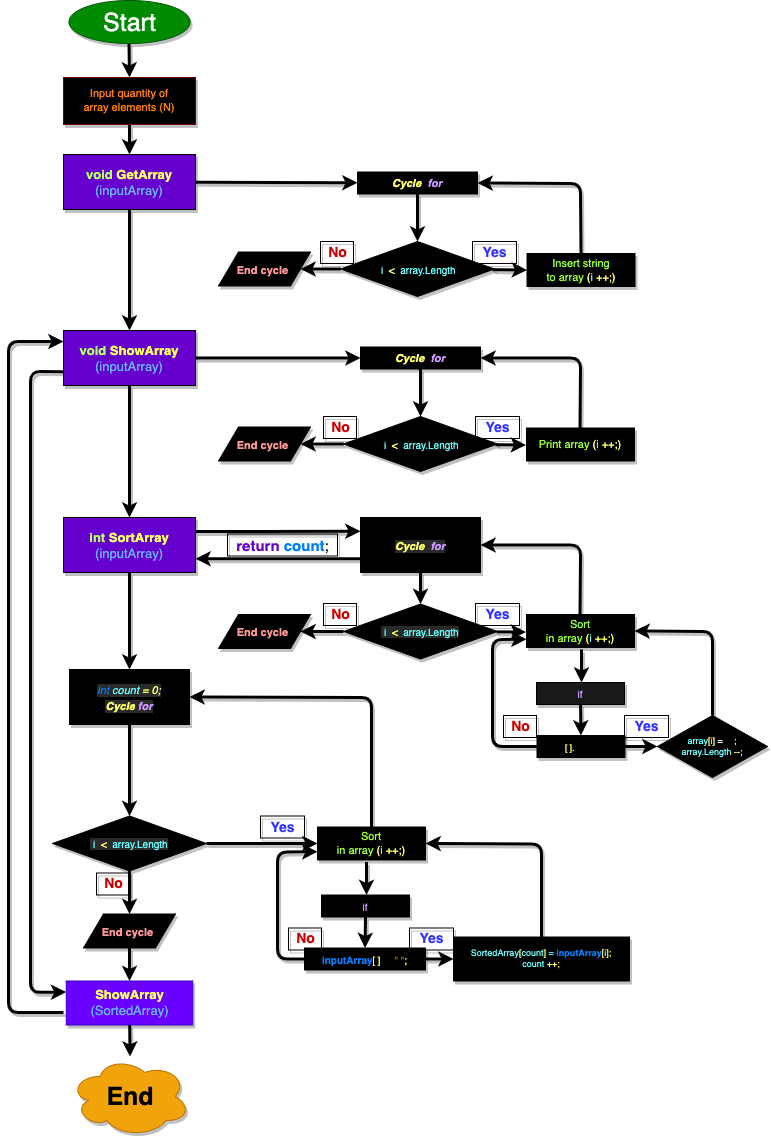 Start
Input quantity of
array elements (N)
void GetArray
(inputArray)
Cycle for
No
Yes
End cycle
i < array.Length
Insert string
to array (i ++;)
void ShowArray
(inputArray)
Cycle for
No
Yes
End cycle
i < array.Length
Print array (i ++;)
int SortArray
(inputArray)
return count;
Cycle for
No
Yes
End cycle
i < array.Length
Sort
in array (i ++;)
if
No
Yes
[ ].
array[i] = ;
array.Length --;
int count = 0;
Cycle for
i < array.Length
Yes
No
Sort
in array (i ++;)
if
No
Yes
inputArray[ ] " ";
SortedArray[count] = inputArray[i];
count ++;
End cycle
ShowArray
(SortedArray)
End